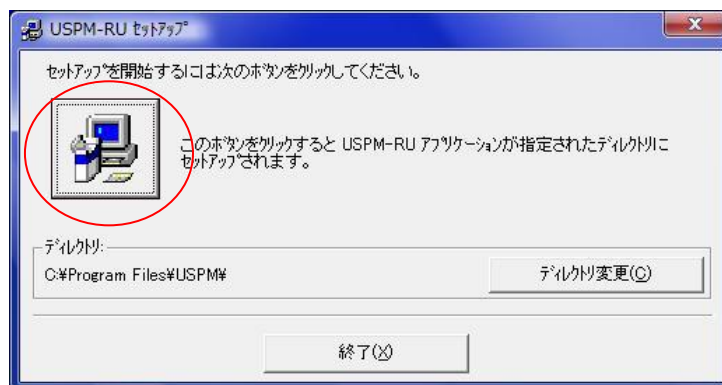 USPM-RU セットアップ
セットアップを開始するには次のボタンをクリックしてください。
このボタンをクリックすると USPM-RU アプリケーションが指定されたディレクトリに
セットアップされます。
ディレクトリ:
C:¥Program Files¥USPM¥
ディレクトリ変更(C)
終了(X)